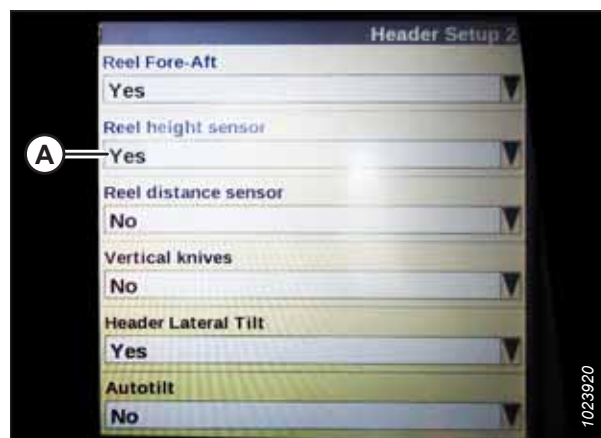 Header Setup 2
Reel Fore-Aft
Yes
Reel height sensor
A
Yes
Reel distance sensor
No
Vertical knives
No
Header Lateral Tilt
Yes
Autotilt
No
1023920